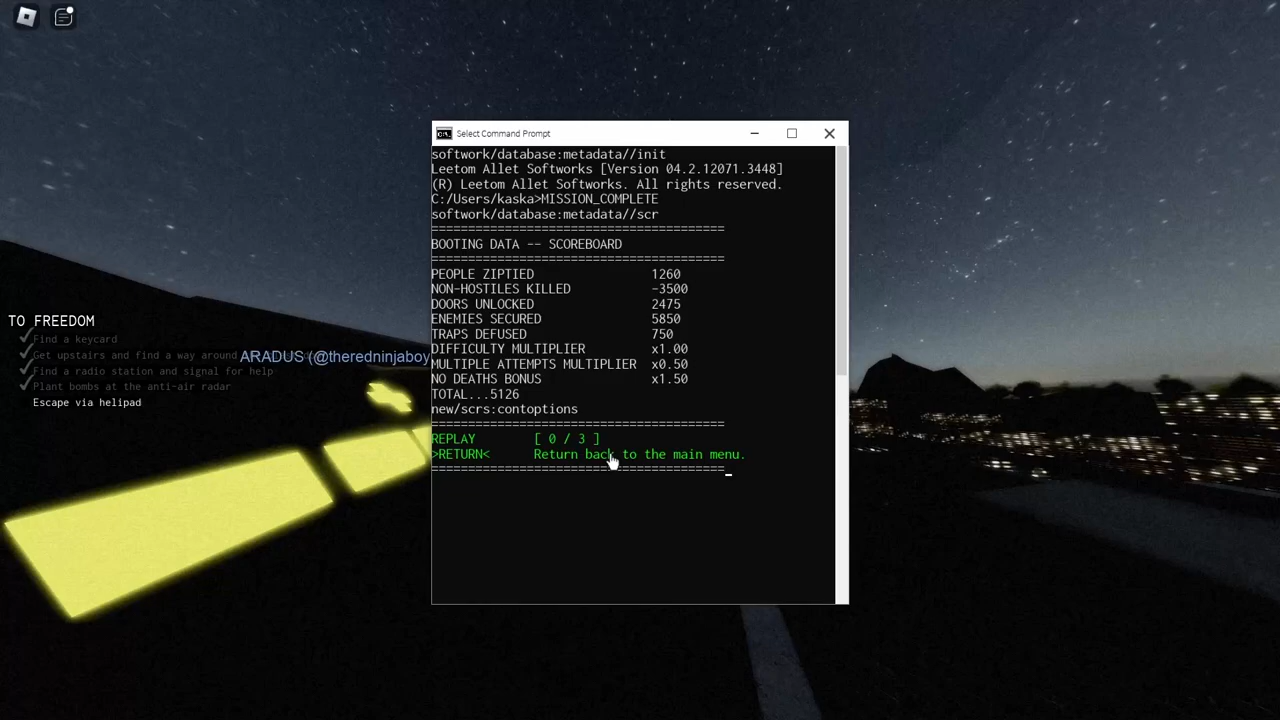 Select Command Prompt
softwork/database:metadata//init
Leetom Allet Softworks [Version 04.2.12071.3448]
(R) Leetom Allet Softworks. All rights reserved.
C:/Users/kaska>MISSION_COMPLETE
softwork/database:metadata//scr
========================================
BOOTING DATA -- SCOREBOARD
========================================
PEOPLE ZIPTIED 1260
NON-HOSTILES KILLED -3500
DOORS UNLOCKED 2475
ENEMIES SECURED 5850
TRAPS DEFUSED 750
DIFFICULTY MULTIPLIER x1.00
MULTIPLE ATTEMPTS MULTIPLIER x0.50
NO DEATHS BONUS x1.50
TOTAL...5126
new/scrs:contoptions
========================================
REPLAY [ 0 / 3 ]
>RETURN< Return back to the main menu.
========================================_
TO FREEDOM
Find a keycard
Get upstairs and find a way around
Find a radio station and signal for help
Plant bombs at the anti-air radar
Escape via helipad
ARADUS (@theredninjaboy